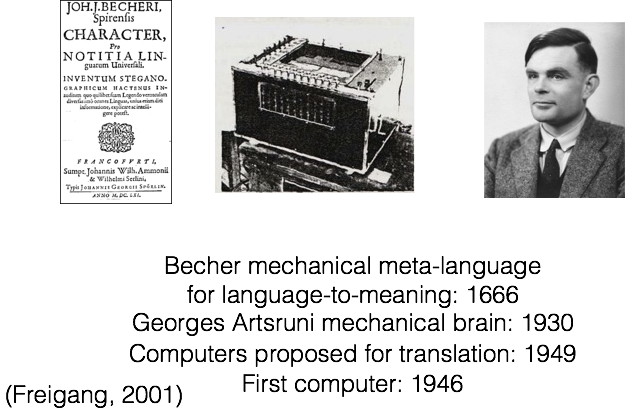 JOH. J. BECHERI,
Spirensis
CHARACTER,
Pro
NOTITIA LIN-
guarum Universali.
INVENTUM STEGANO-
GRAPHICUM HACTENUS IN-
auditum quo quilibet suam Legendo vernaculam
diversas imò omnes Linguas, unius etiam diei
informatione, explicare ac intelli-
gere potest.
FRANCOFURTI,
Sumpt. Johannis Wilh. Ammonii
& Wilhelmi Serlini,
Typis JOHANNIS GEORGII SPÖRLIN.
ANNO M. DC. LXI.
Becher mechanical meta-language
for language-to-meaning: 1666
Georges Artsruni mechanical brain: 1930
Computers proposed for translation: 1949
First computer: 1946
(Freigang, 2001)